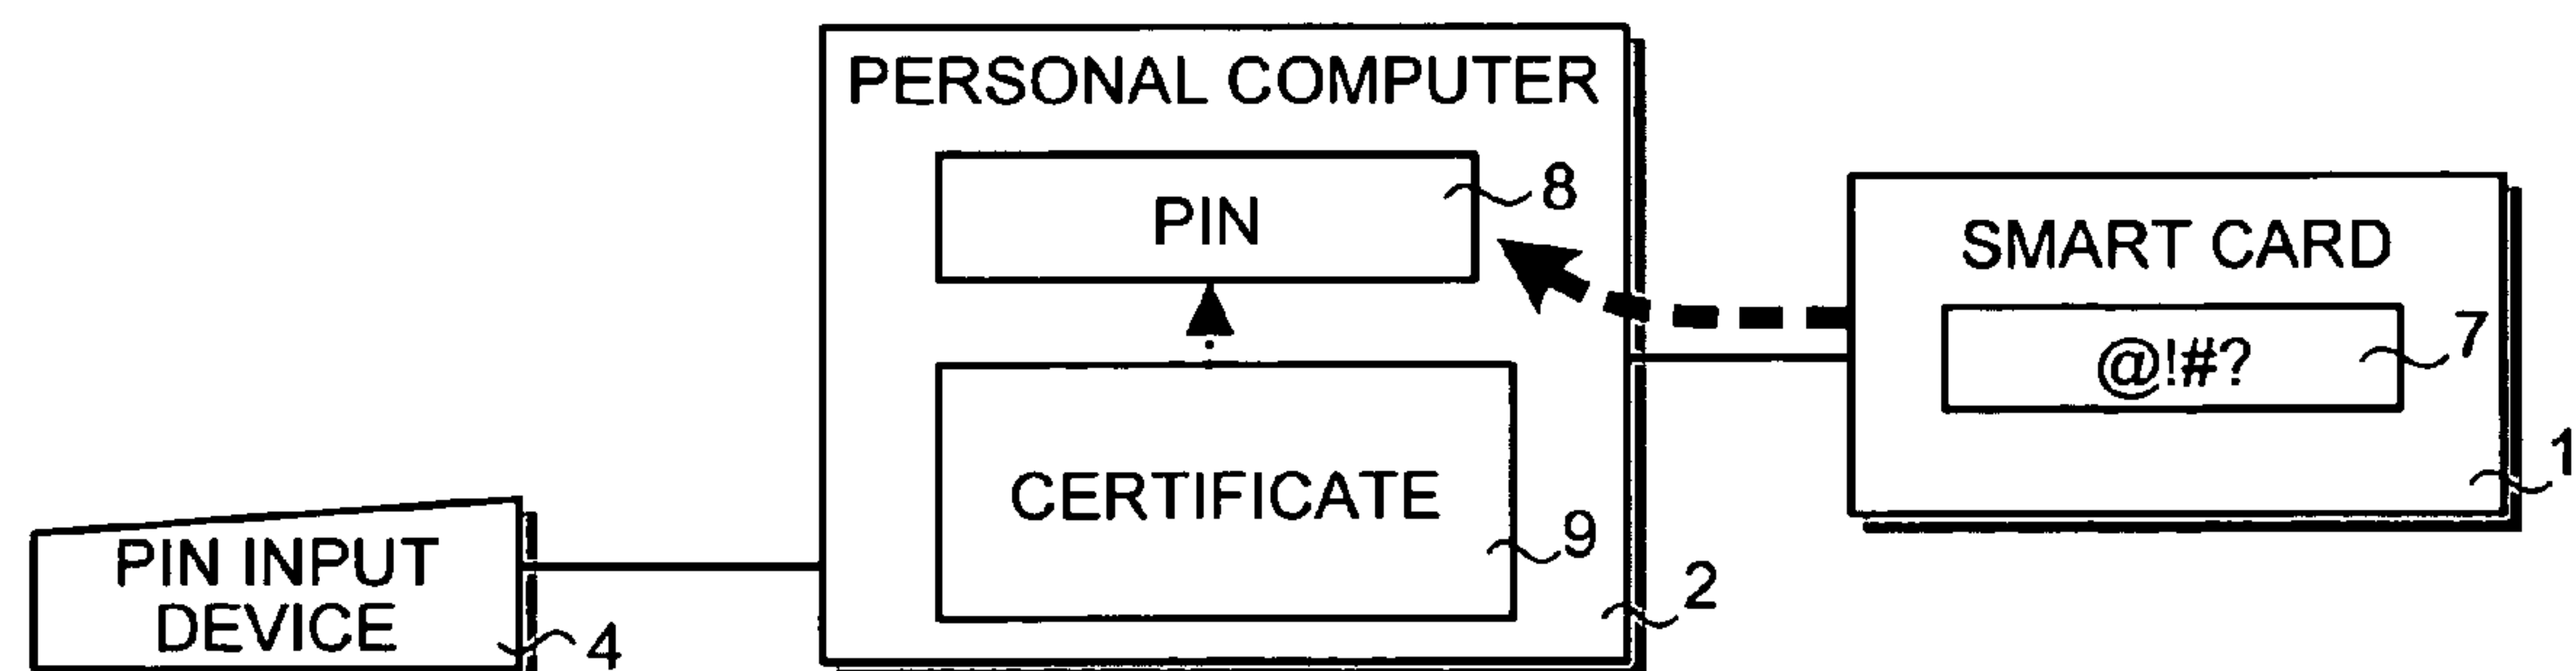 PERSONAL COMPUTER
PIN
8
SMART CARD
@!#?
7
CERTIFICATE
9
1
PIN INPUT
DEVICE
4
2